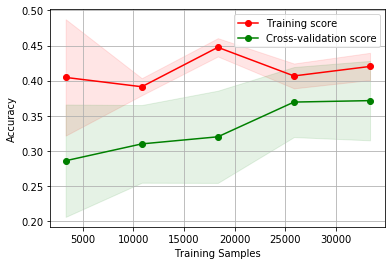 0.50
0.45
0.40
0.35
0.30
0.25
0.20
Accuracy
Training score
Cross-validation score
5000 10000 15000 20000 25000 30000
Training Samples